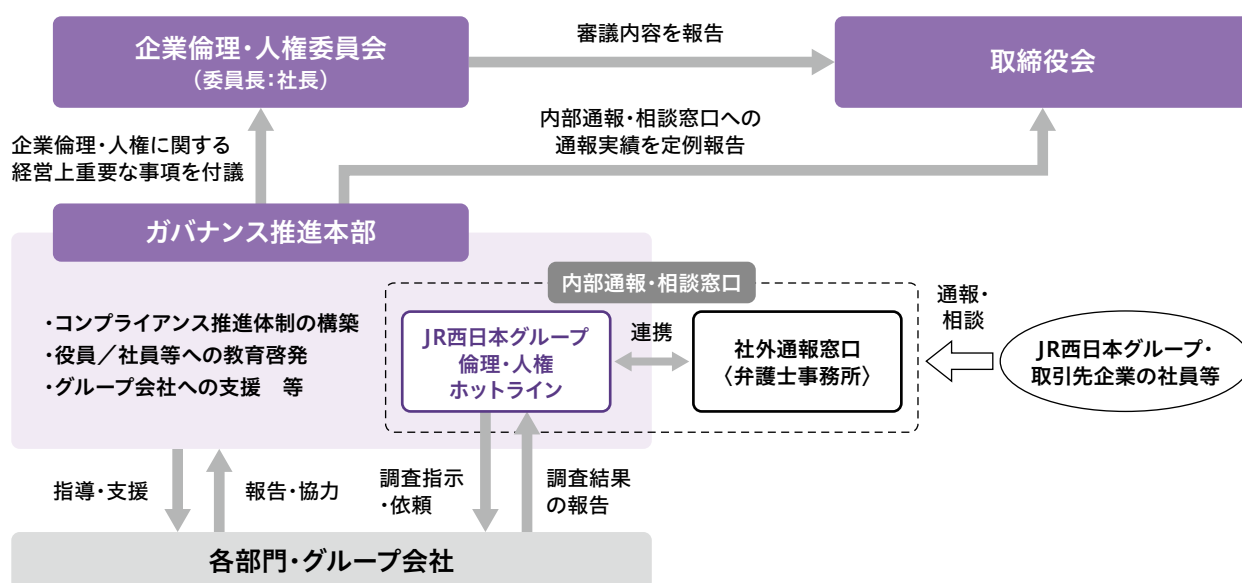 企業倫理・人権委員会
（委員長：社長）
審議内容を報告
取締役会
企業倫理・人権に関する
経営上重要な事項を付議
内部通報・相談窓口への
通報実績を定例報告
ガバナンス推進本部
・コンプライアンス推進体制の構築
・役員／社員等への教育啓発
・グループ会社への支援　等
内部通報・相談窓口
JR西日本グループ
倫理・人権
ホットライン
連携
社外通報窓口
〈弁護士事務所〉
通報・
相談
JR西日本グループ・
取引先企業の社員等
指導・支援
報告・協力
調査指示
・依頼
調査結果
の報告
各部門・グループ会社